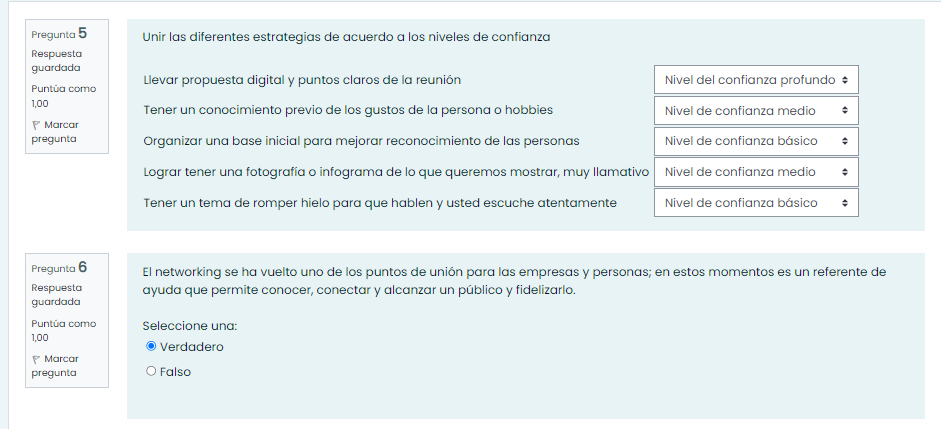 Pregunta 5
Respuesta
guardada
Puntúa como
1,00
Marcar
pregunta
Unir las diferentes estrategias de acuerdo a los niveles de confianza
Llevar propuesta digital y puntos claros de la reunión Nivel del confianza profundo
Tener un conocimiento previo de los gustos de la persona o hobbies Nivel de confianza medio
Organizar una base inicial para mejorar reconocimiento de las personas Nivel de confianza básico
Lograr tener una fotografía o infograma de lo que queremos mostrar, muy llamativo Nivel de confianza medio
Tener un tema de romper hielo para que hablen y usted escuche atentamente Nivel de confianza básico
Pregunta 6
Respuesta
guardada
Puntúa como
1,00
Marcar
pregunta
El networking se ha vuelto uno de los puntos de unión para las empresas y personas; en estos momentos es un referente de
ayuda que permite conocer, conectar y alcanzar un público y fidelizarlo.
Seleccione una:
Verdadero
Falso